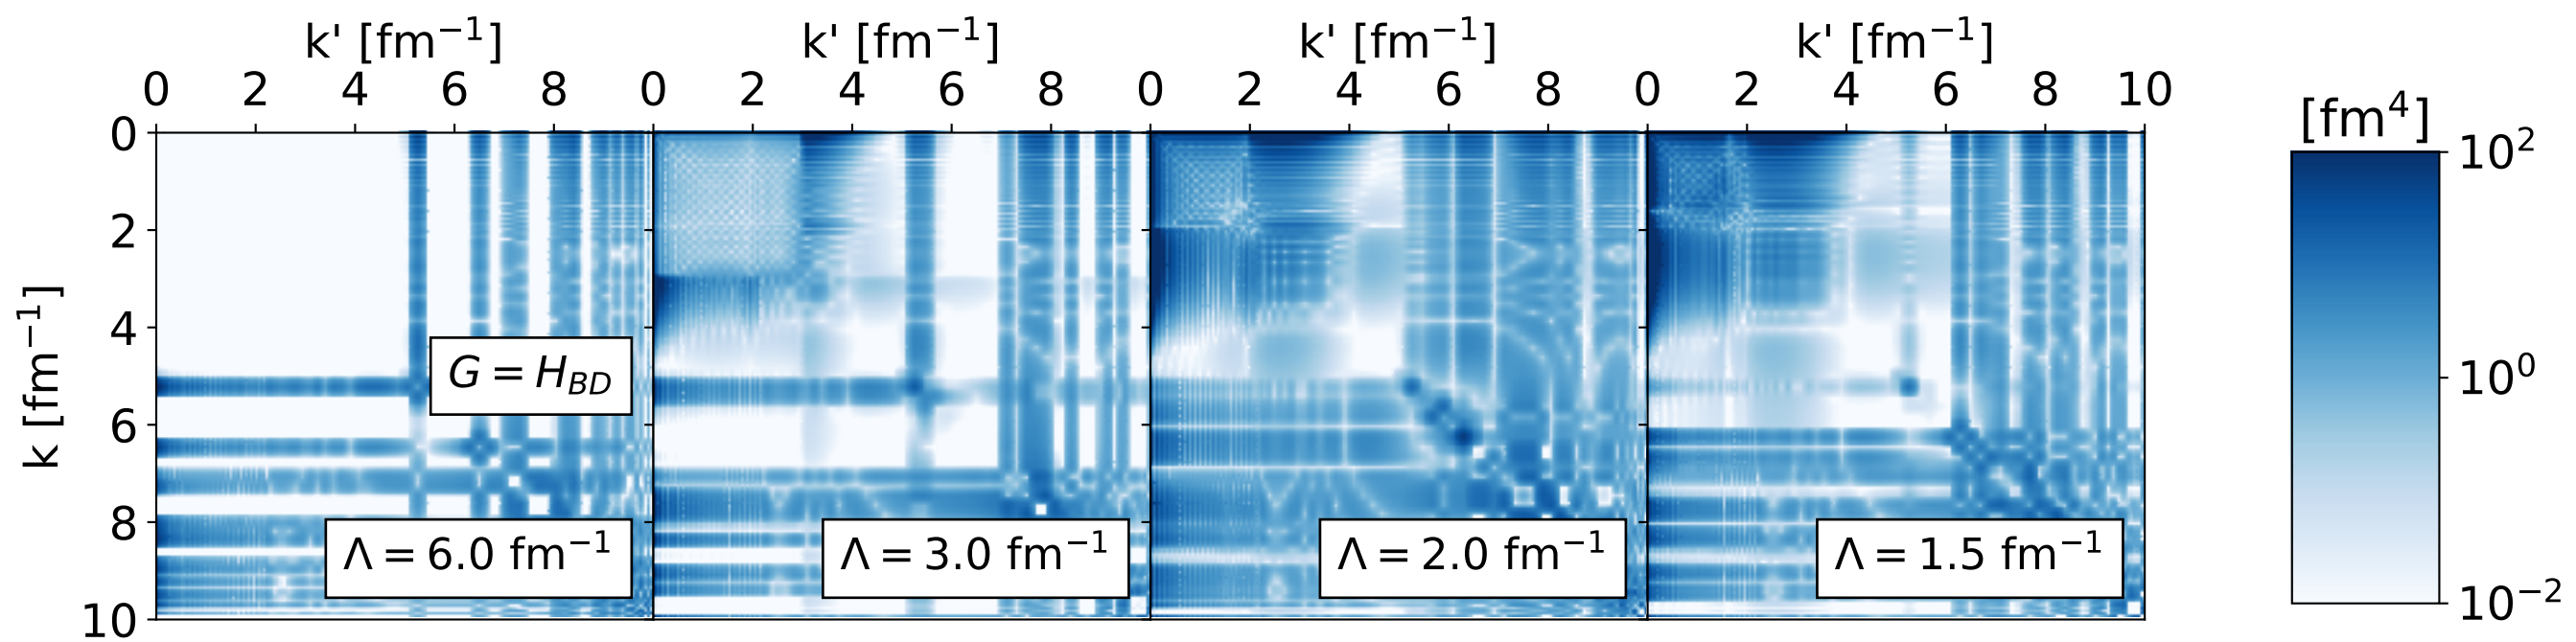 k' [fm⁻¹] k' [fm⁻¹] k' [fm⁻¹] k' [fm⁻¹]
0 2 4 6 8 0 2 4 6 8 0 2 4 6 8 0 2 4 6 8 10
[fm⁴]
0
10²
2
4
k [fm⁻¹]
G = H_{BD}
10⁰
6
8
Λ = 6.0 fm⁻¹ Λ = 3.0 fm⁻¹ Λ = 2.0 fm⁻¹ Λ = 1.5 fm⁻¹
10⁻²
10